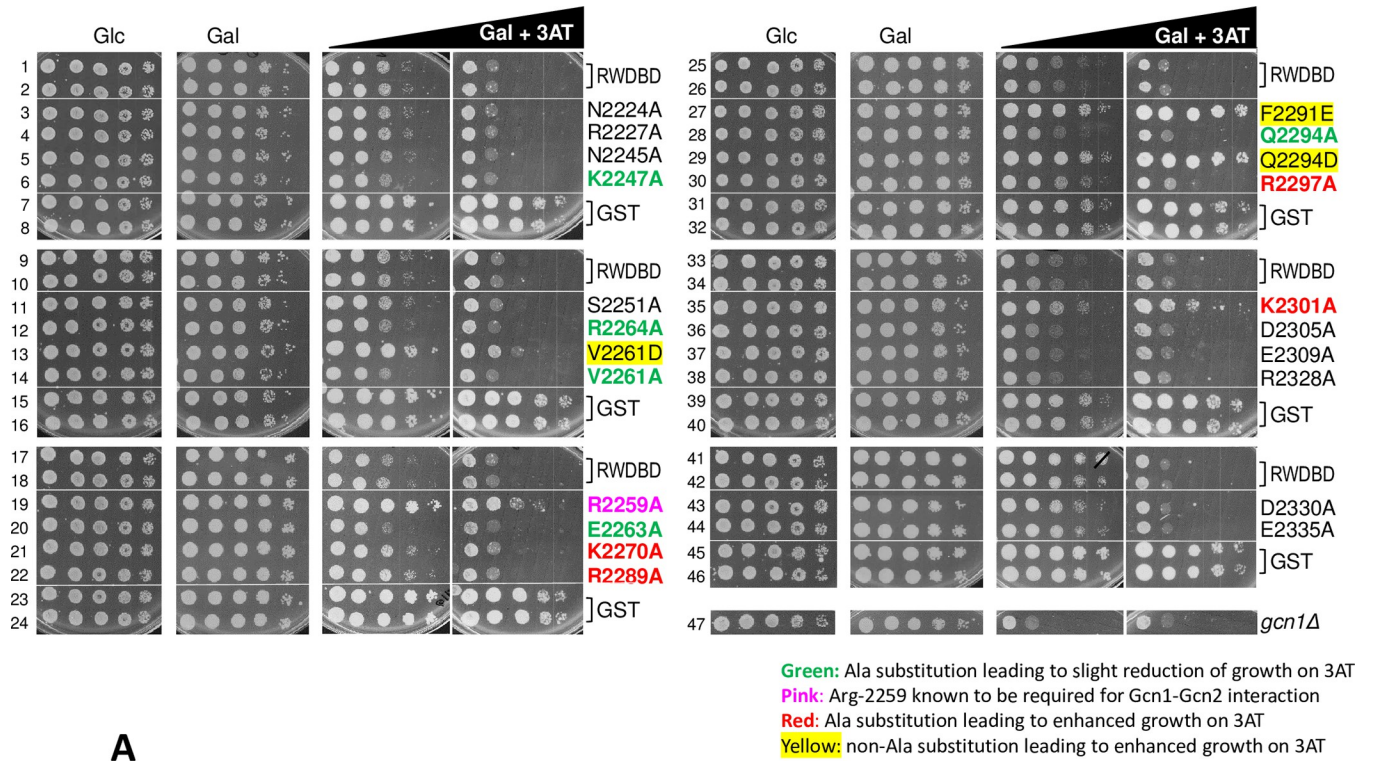 Glc Gal Gal + 3AT
1
2
RWDBD
3 N2224A
4 R2227A
5 N2245A
6 K2247A
7
8
GST
9
10
RWDBD
11 S2251A
12 R2264A
13 V2261D
14 V2261A
15
16
GST
17
18
RWDBD
19 R2259A
20 E2263A
21 K2270A
22 R2289A
23
24
GST
Glc Gal Gal + 3AT
25
26
RWDBD
27 F2291E
28 Q2294A
29 Q2294D
30 R2297A
31
32
GST
33
34
RWDBD
35 K2301A
36 D2305A
37 E2309A
38 R2328A
39
40
GST
41
42
RWDBD
43 D2330A
44 E2335A
45
46
GST
47 gcn1Δ
Green: Ala substitution leading to slight reduction of growth on 3AT
Pink: Arg-2259 known to be required for Gcn1-Gcn2 interaction
Red: Ala substitution leading to enhanced growth on 3AT
Yellow: non-Ala substitution leading to enhanced growth on 3AT
A